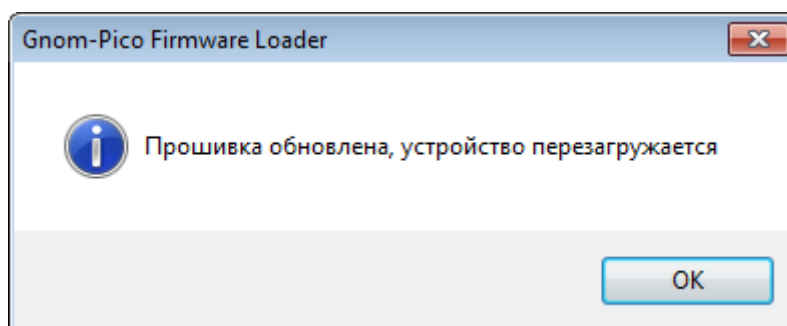 Gnom-Pico Firmware Loader
Прошивка обновлена, устройство перезагружается
OK